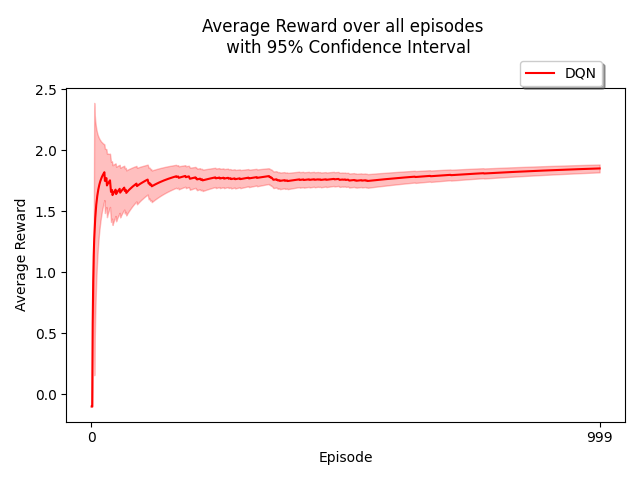 Average Reward over all episodes
with 95% Confidence Interval
DQN
2.5
2.0
1.5
1.0
0.5
0.0
Average Reward
0
999
Episode